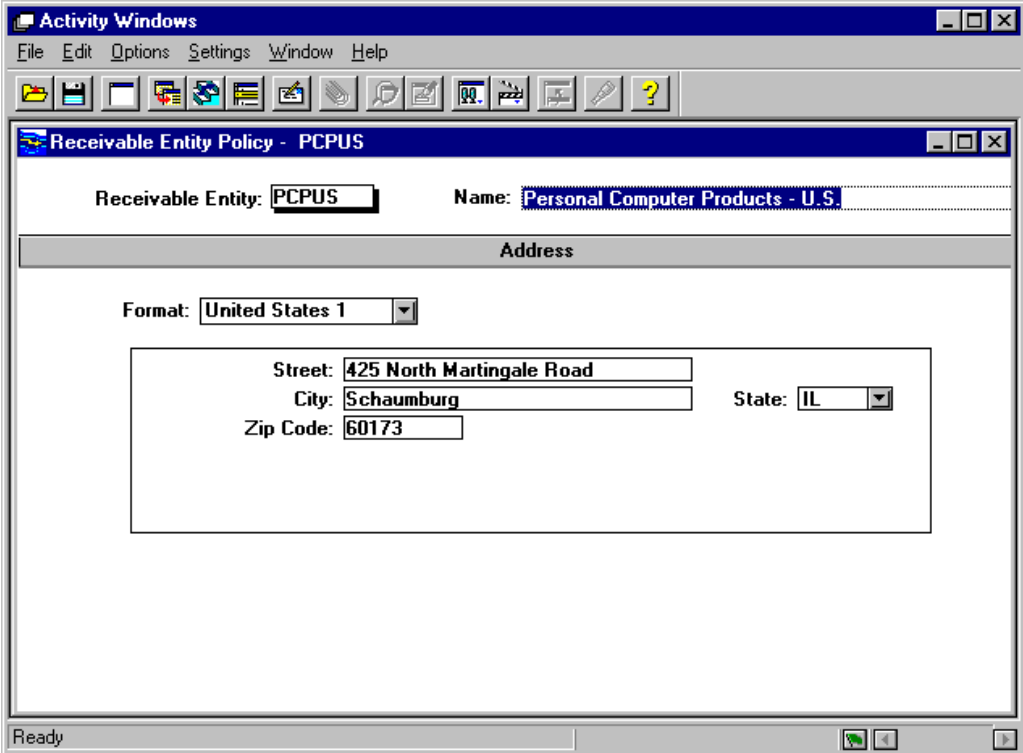 Activity Windows
File Edit Options Settings Window Help
Receivable Entity Policy - PCPUS
Receivable Entity: PCPUS Name: Personal Computer Products - U.S.
Address
Format: United States 1
Street: 425 North Martingale Road
City: Schaumburg State: IL
Zip Code: 60173
Ready